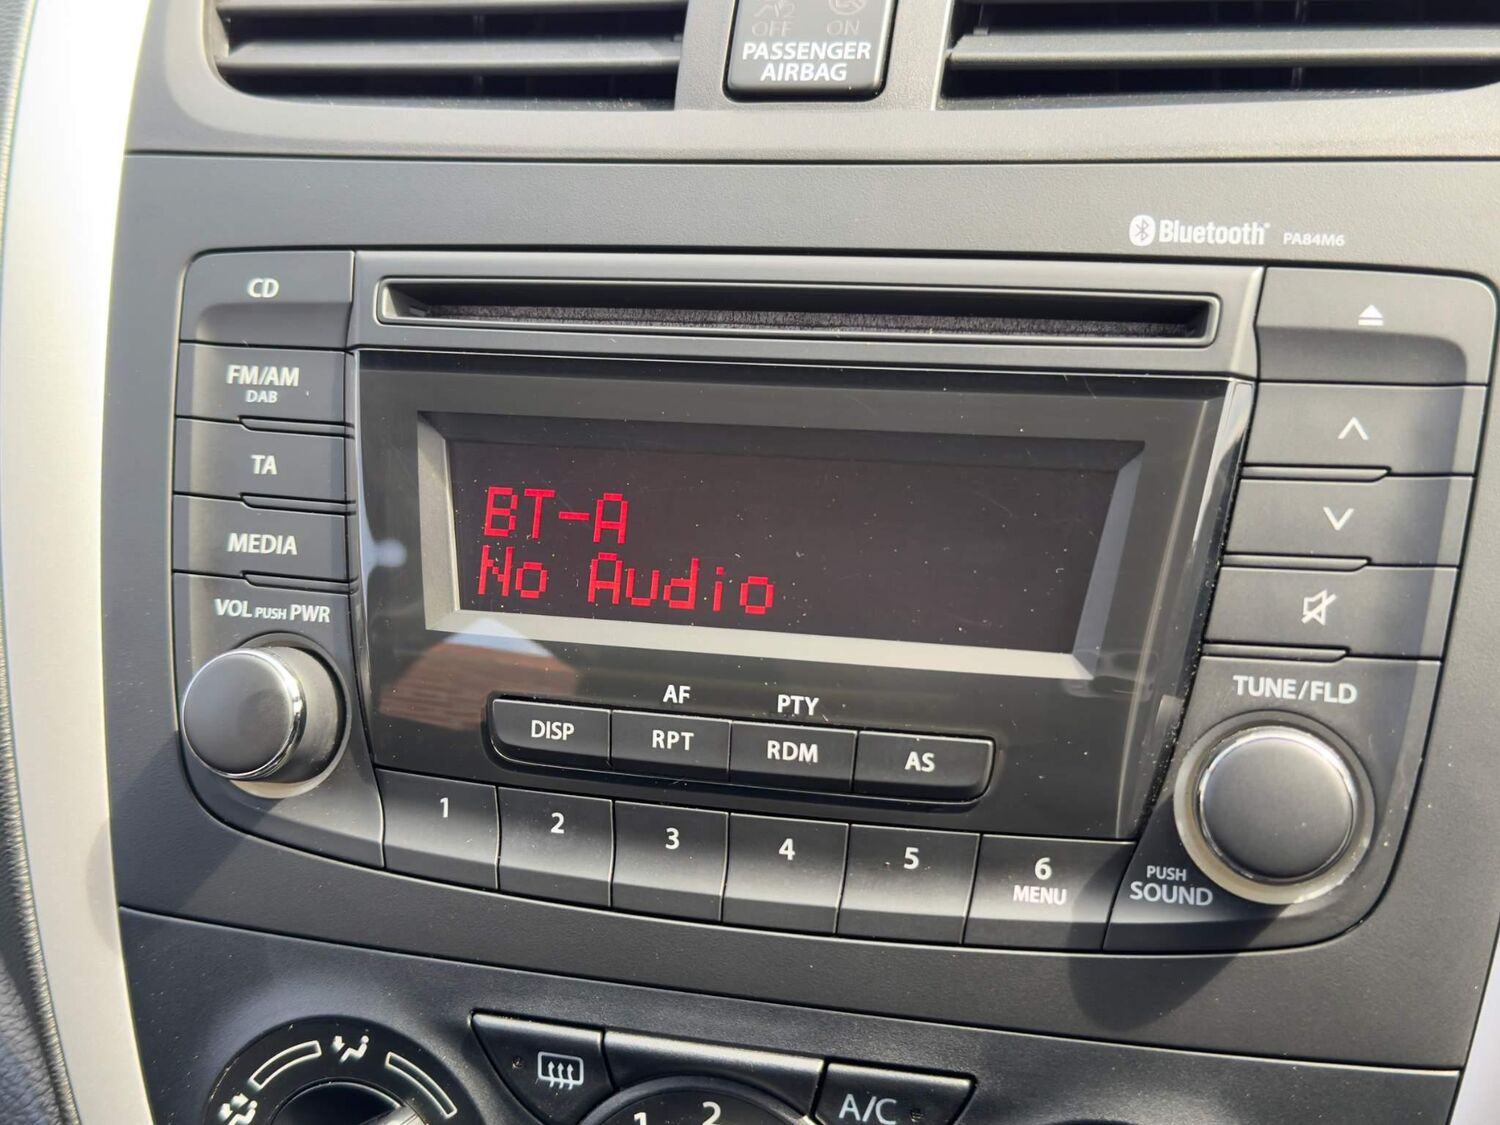 OFF ON
PASSENGER
AIRBAG
Bluetooth® PA84M6
CD
FM/AM
DAB
TA
MEDIA
VOL PUSH PWR
BT-A
No Audio
AF PTY
DISP RPT RDM AS
1 2 3 4 5 6
MENU
TUNE/FLD
PUSH
SOUND
1 2
A/C